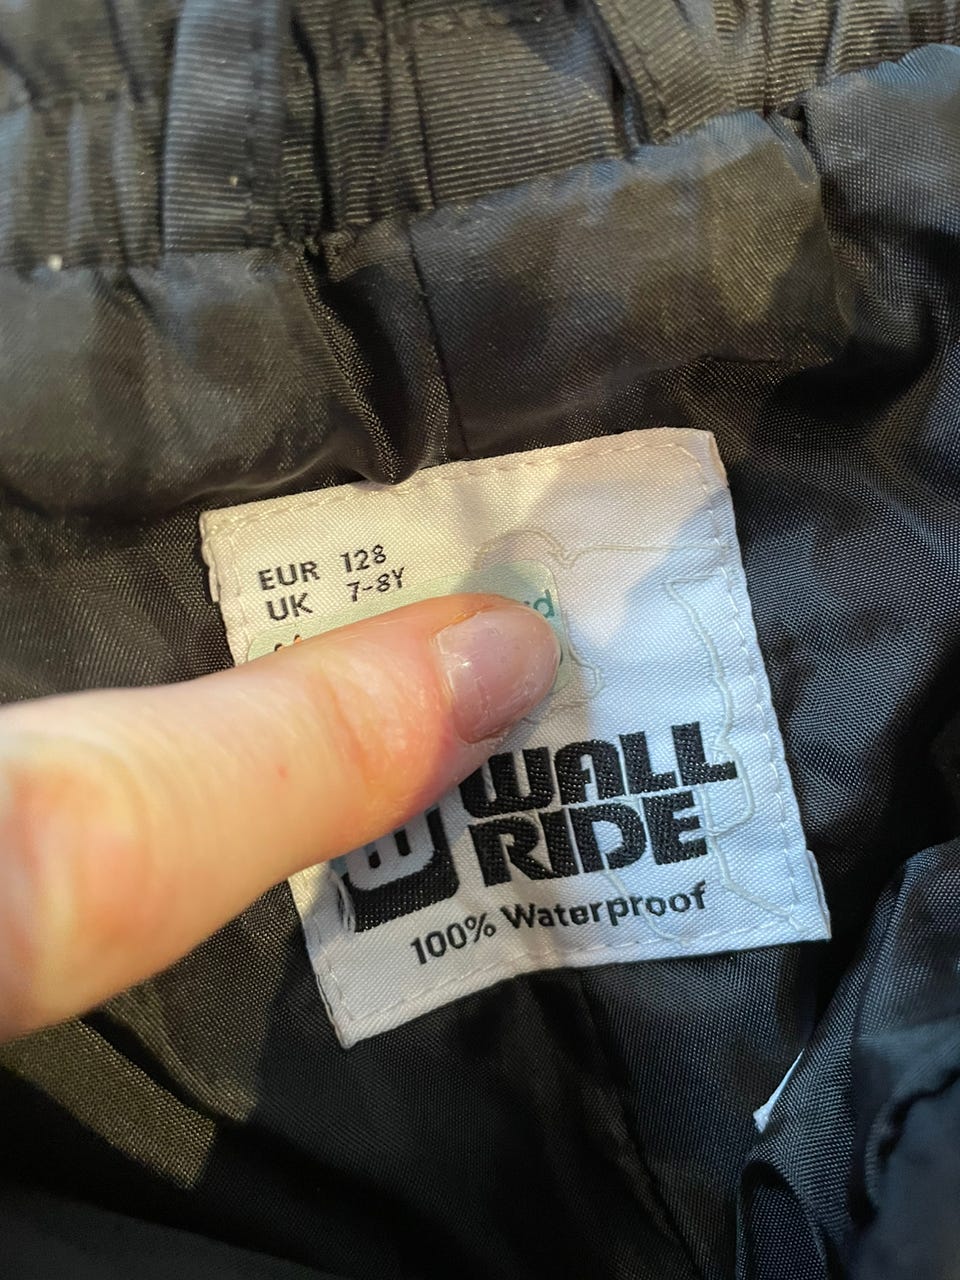 EUR 128
UK 7-8Y
WALL
RIDE
100% Waterproof